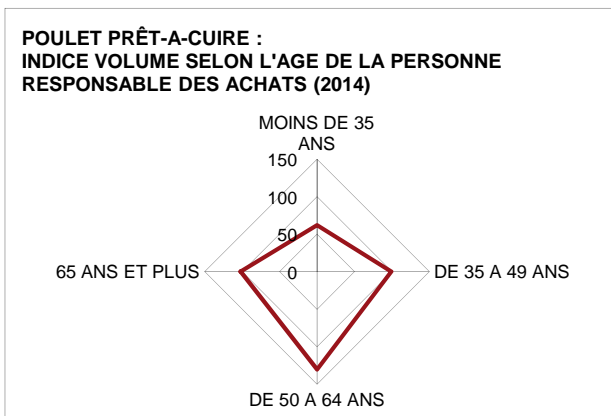 POULET PRÊT-A-CUIRE :
INDICE VOLUME SELON L'AGE DE LA PERSONNE
RESPONSABLE DES ACHATS (2014)
MOINS DE 35
ANS
150
100
50
0
65 ANS ET PLUS
DE 35 A 49 ANS
DE 50 A 64 ANS